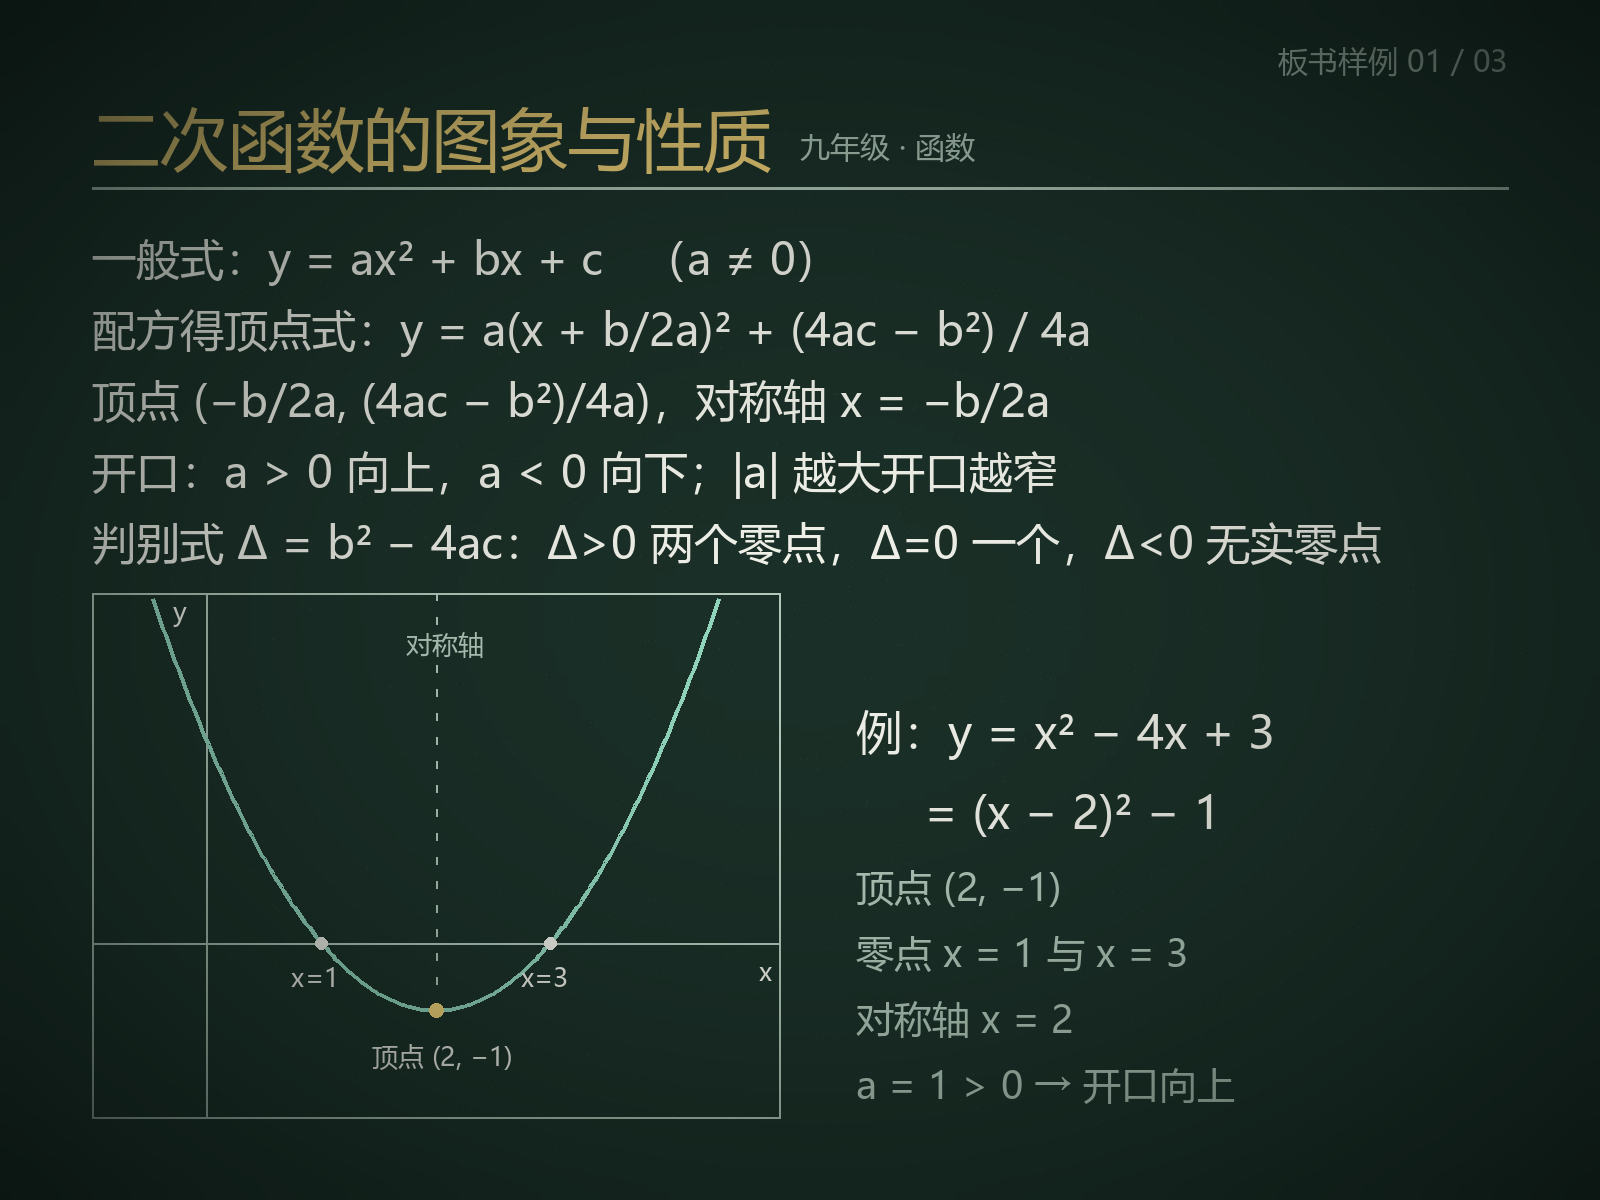 板书样例 01 / 03
二次函数的图象与性质 九年级 · 函数
一般式：y = ax² + bx + c （a ≠ 0）
配方得顶点式：y = a(x + b/2a)² + (4ac − b²) / 4a
顶点 (−b/2a, (4ac − b²)/4a)，对称轴 x = −b/2a
开口：a > 0 向上，a < 0 向下；|a| 越大开口越窄
判别式 Δ = b² − 4ac：Δ>0 两个零点，Δ=0 一个，Δ<0 无实零点
y
对称轴
x=1
x=3
x
顶点 (2, −1)
例：y = x² − 4x + 3
= (x − 2)² − 1
顶点 (2, −1)
零点 x = 1 与 x = 3
对称轴 x = 2
a = 1 > 0 → 开口向上